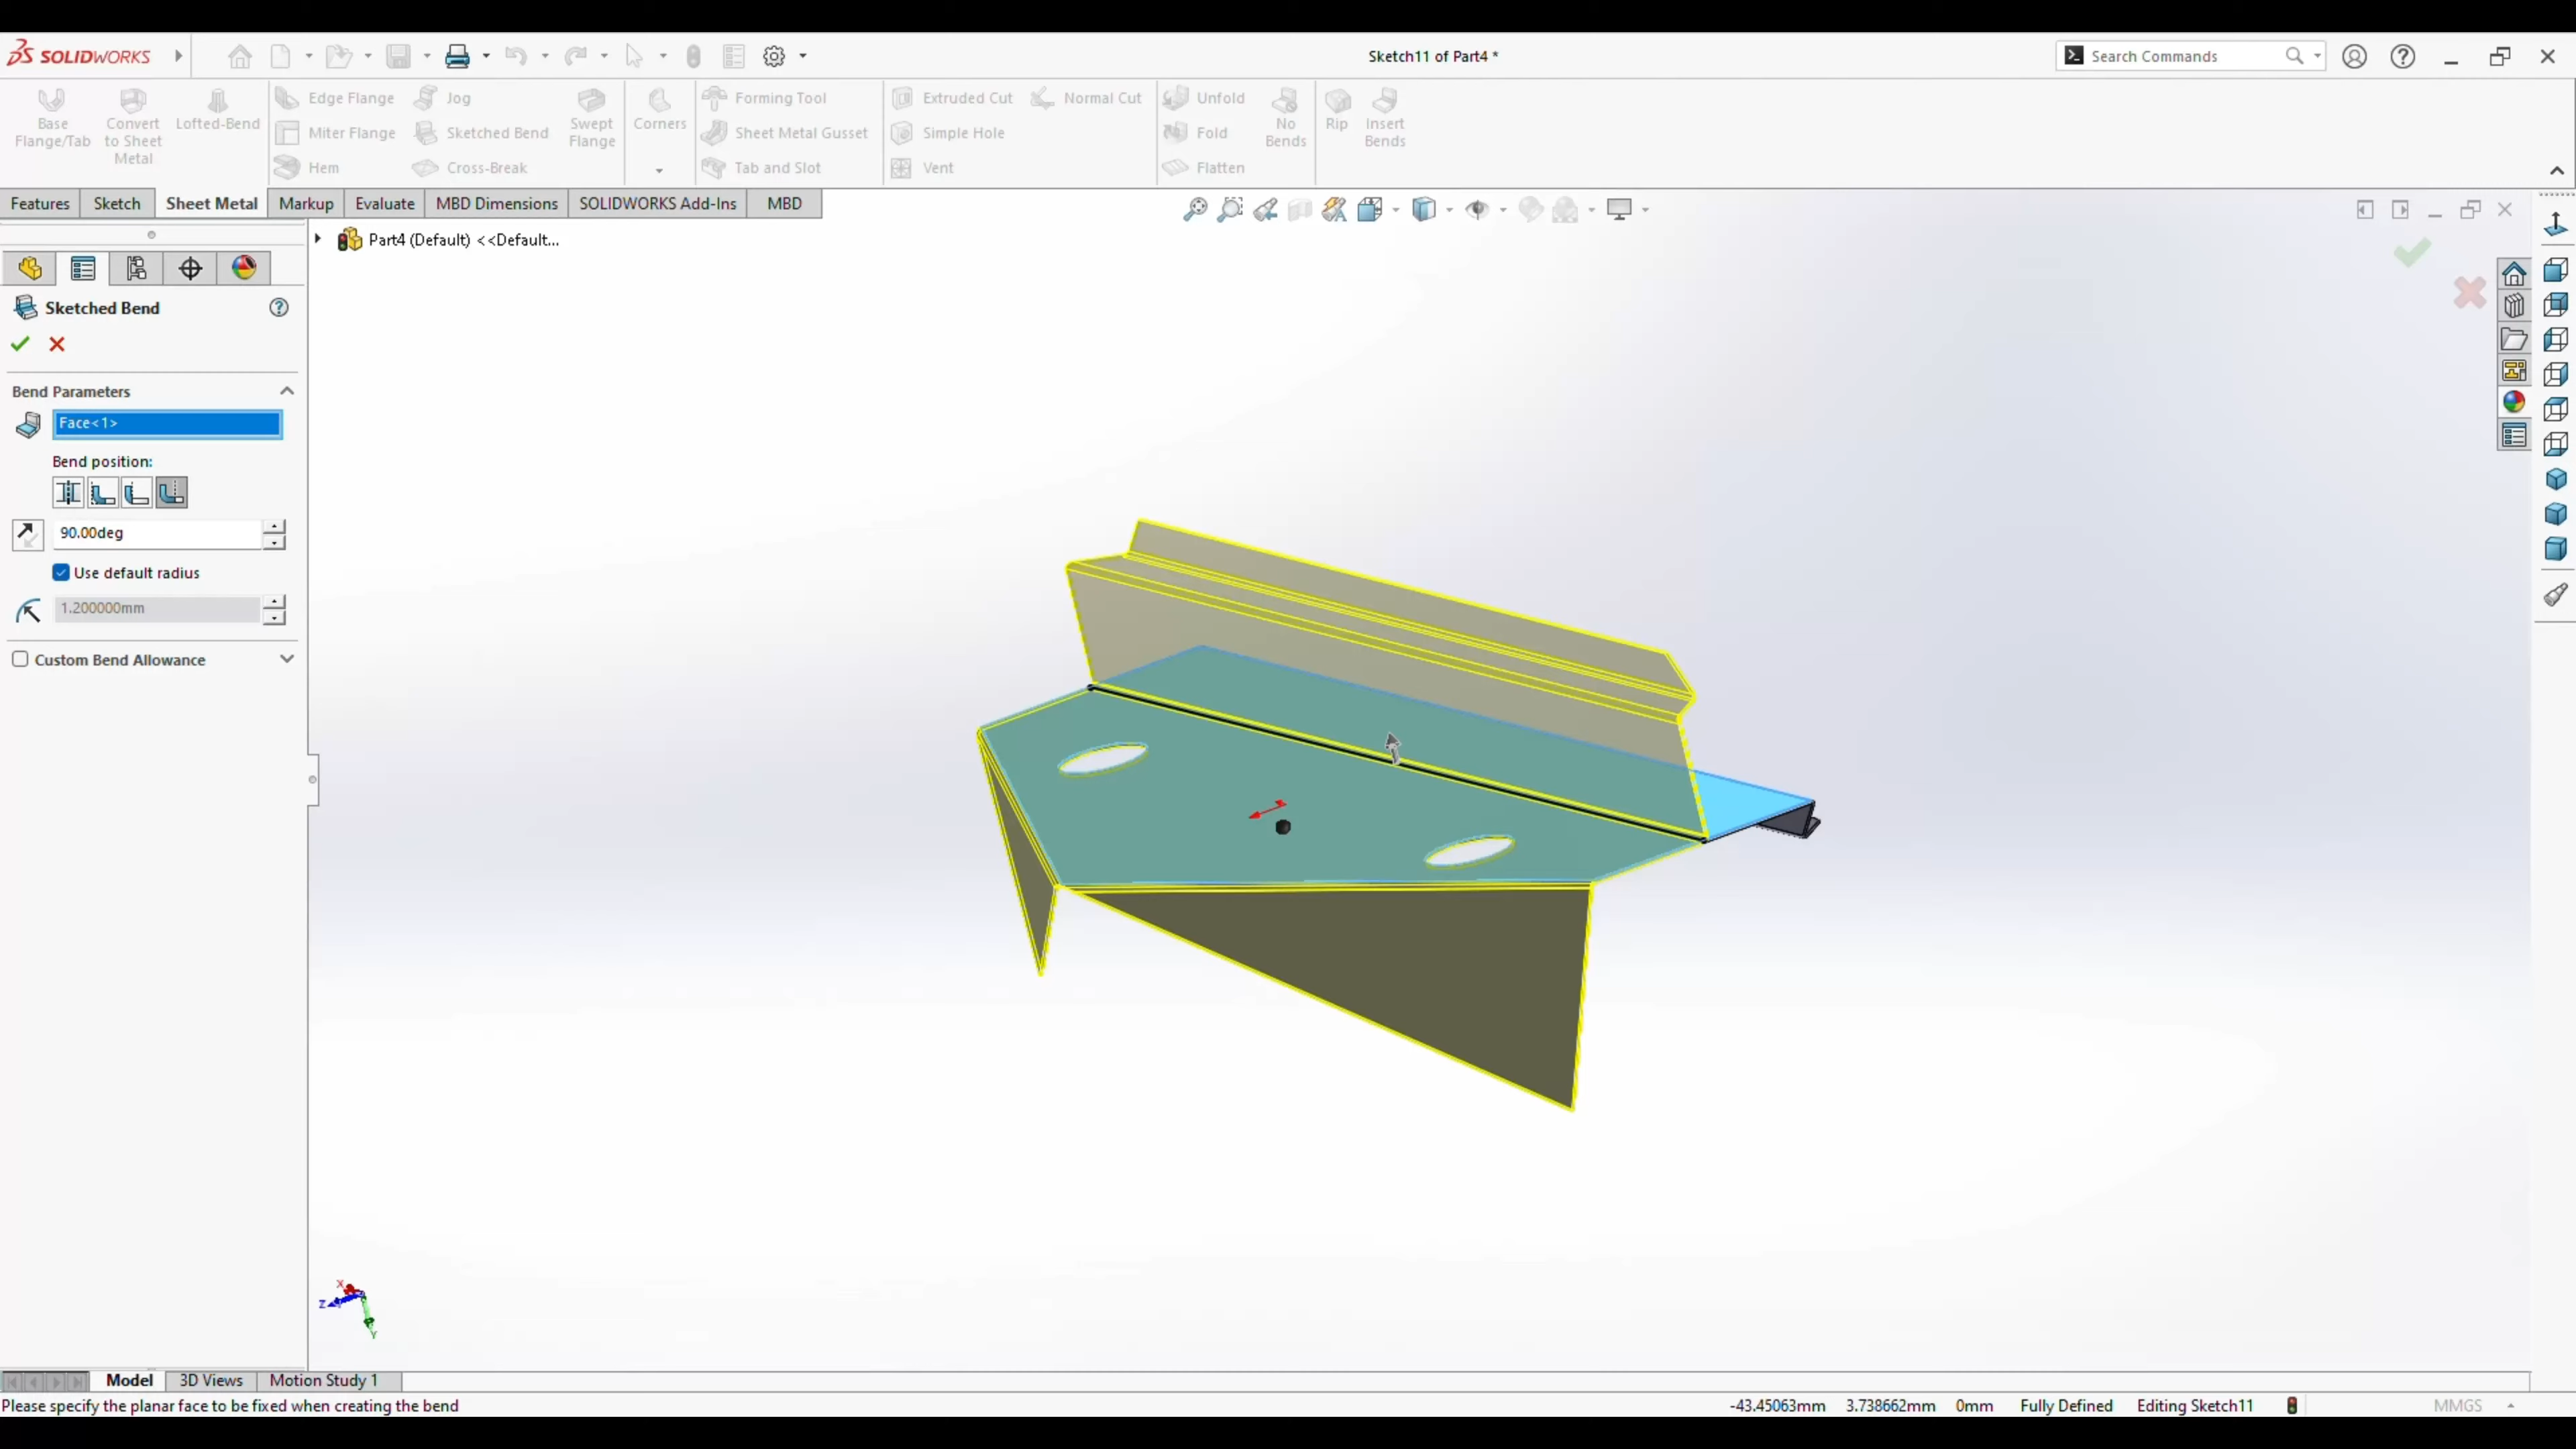 SOLIDWORKS
Sketch11 of Part4 *
Search Commands
Base Flange/Tab
Convert to Sheet Metal
Lofted-Bend
Edge Flange
Miter Flange
Hem
Jog
Sketched Bend
Cross-Break
Swept Flange
Corners
Forming Tool
Sheet Metal Gusset
Tab and Slot
Extruded Cut
Simple Hole
Vent
Normal Cut
Unfold
Fold
Flatten
No Bends
Rip
Insert Bends
Features
Sketch
Sheet Metal
Markup
Evaluate
MBD Dimensions
SOLIDWORKS Add-Ins
MBD
Part4 (Default) <<Default...
Sketched Bend
Bend Parameters
Face<1>
Bend position:
90.00deg
Use default radius
1.200000mm
Custom Bend Allowance
X
Z
Y
Model
3D Views
Motion Study 1
Please specify the planar face to be fixed when creating the bend
-43.45063mm
3.738662mm
0mm
Fully Defined
Editing Sketch11
MMGS